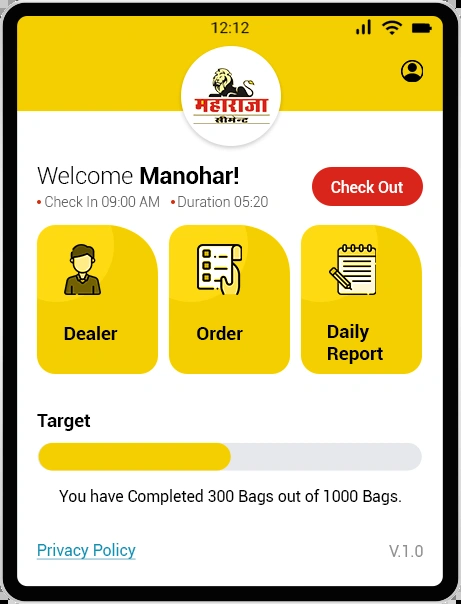 12:12
महाराजा
सीमेन्ट
Welcome Manohar!
• Check In 09:00 AM • Duration 05:20
Check Out
Dealer
Order
Daily
Report
Target
You have Completed 300 Bags out of 1000 Bags.
Privacy Policy
V.1.0